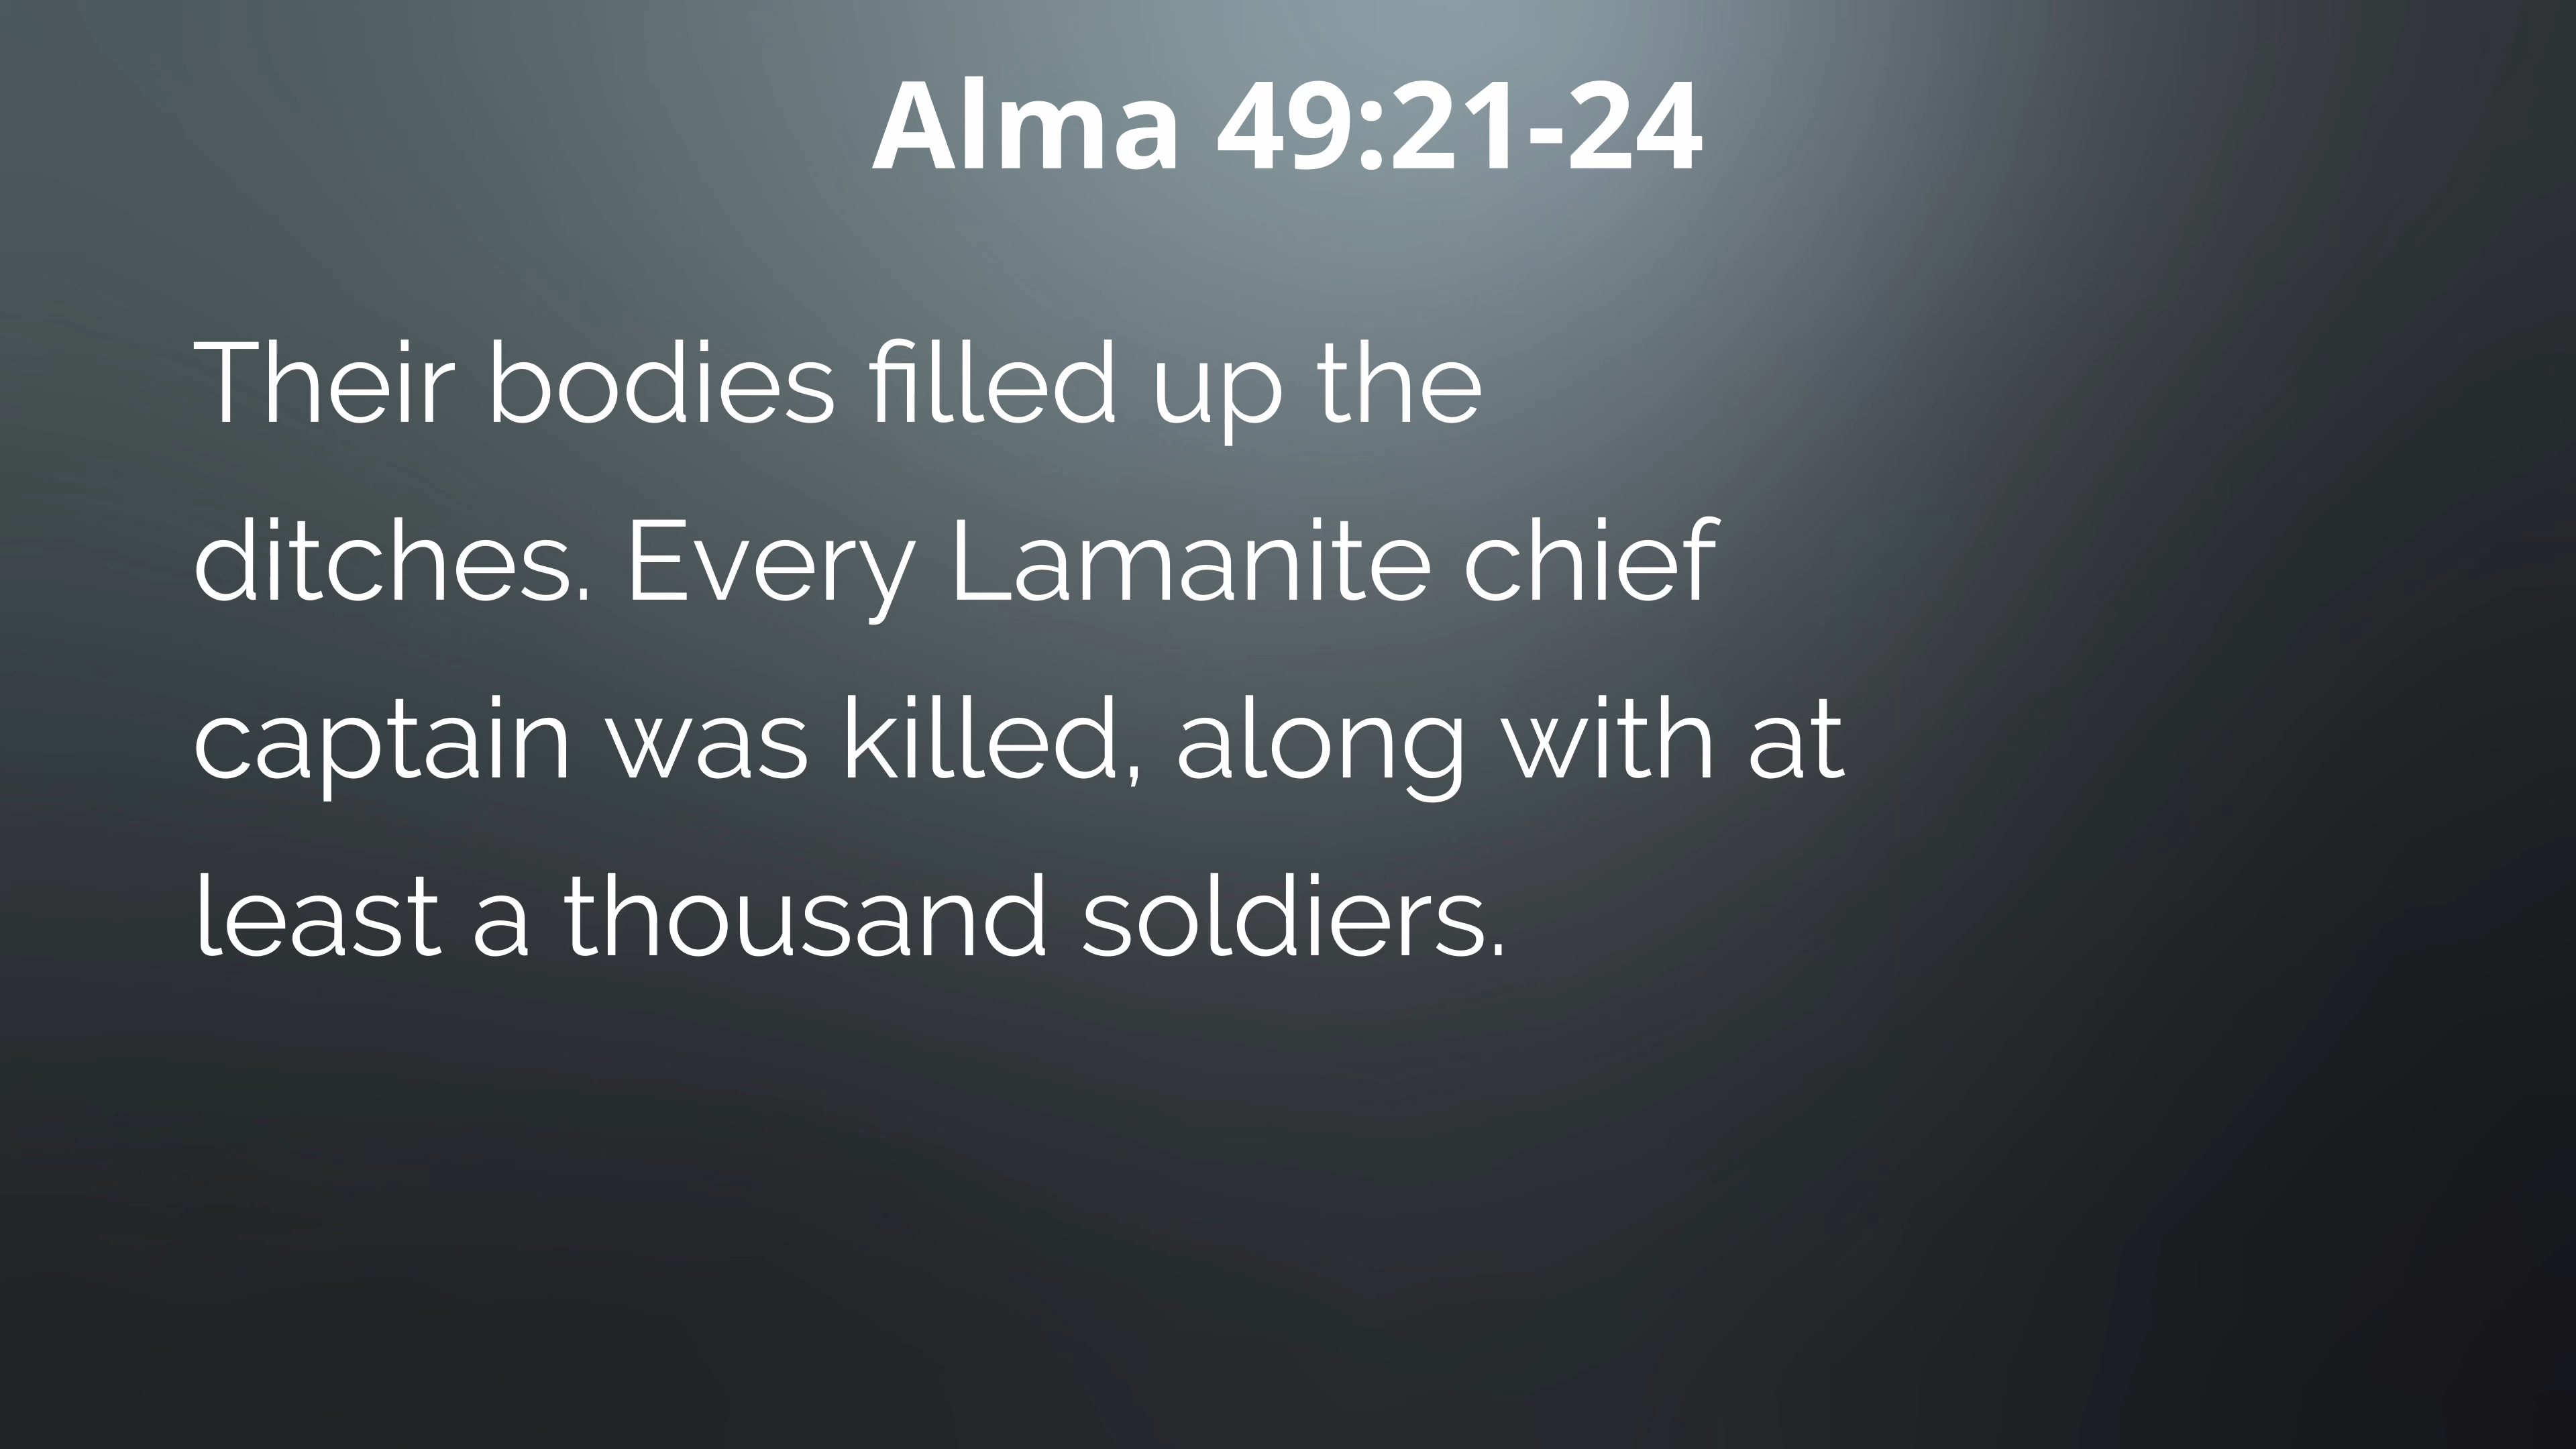 Alma 49:21-24
Their bodies filled up the
ditches. Every Lamanite chief
captain was killed, along with at
least a thousand soldiers.